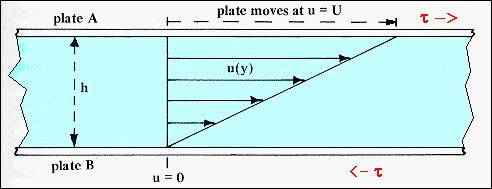 plate A
plate moves at u = U
τ –>
h
u(y)
plate B
u = 0
<– τ